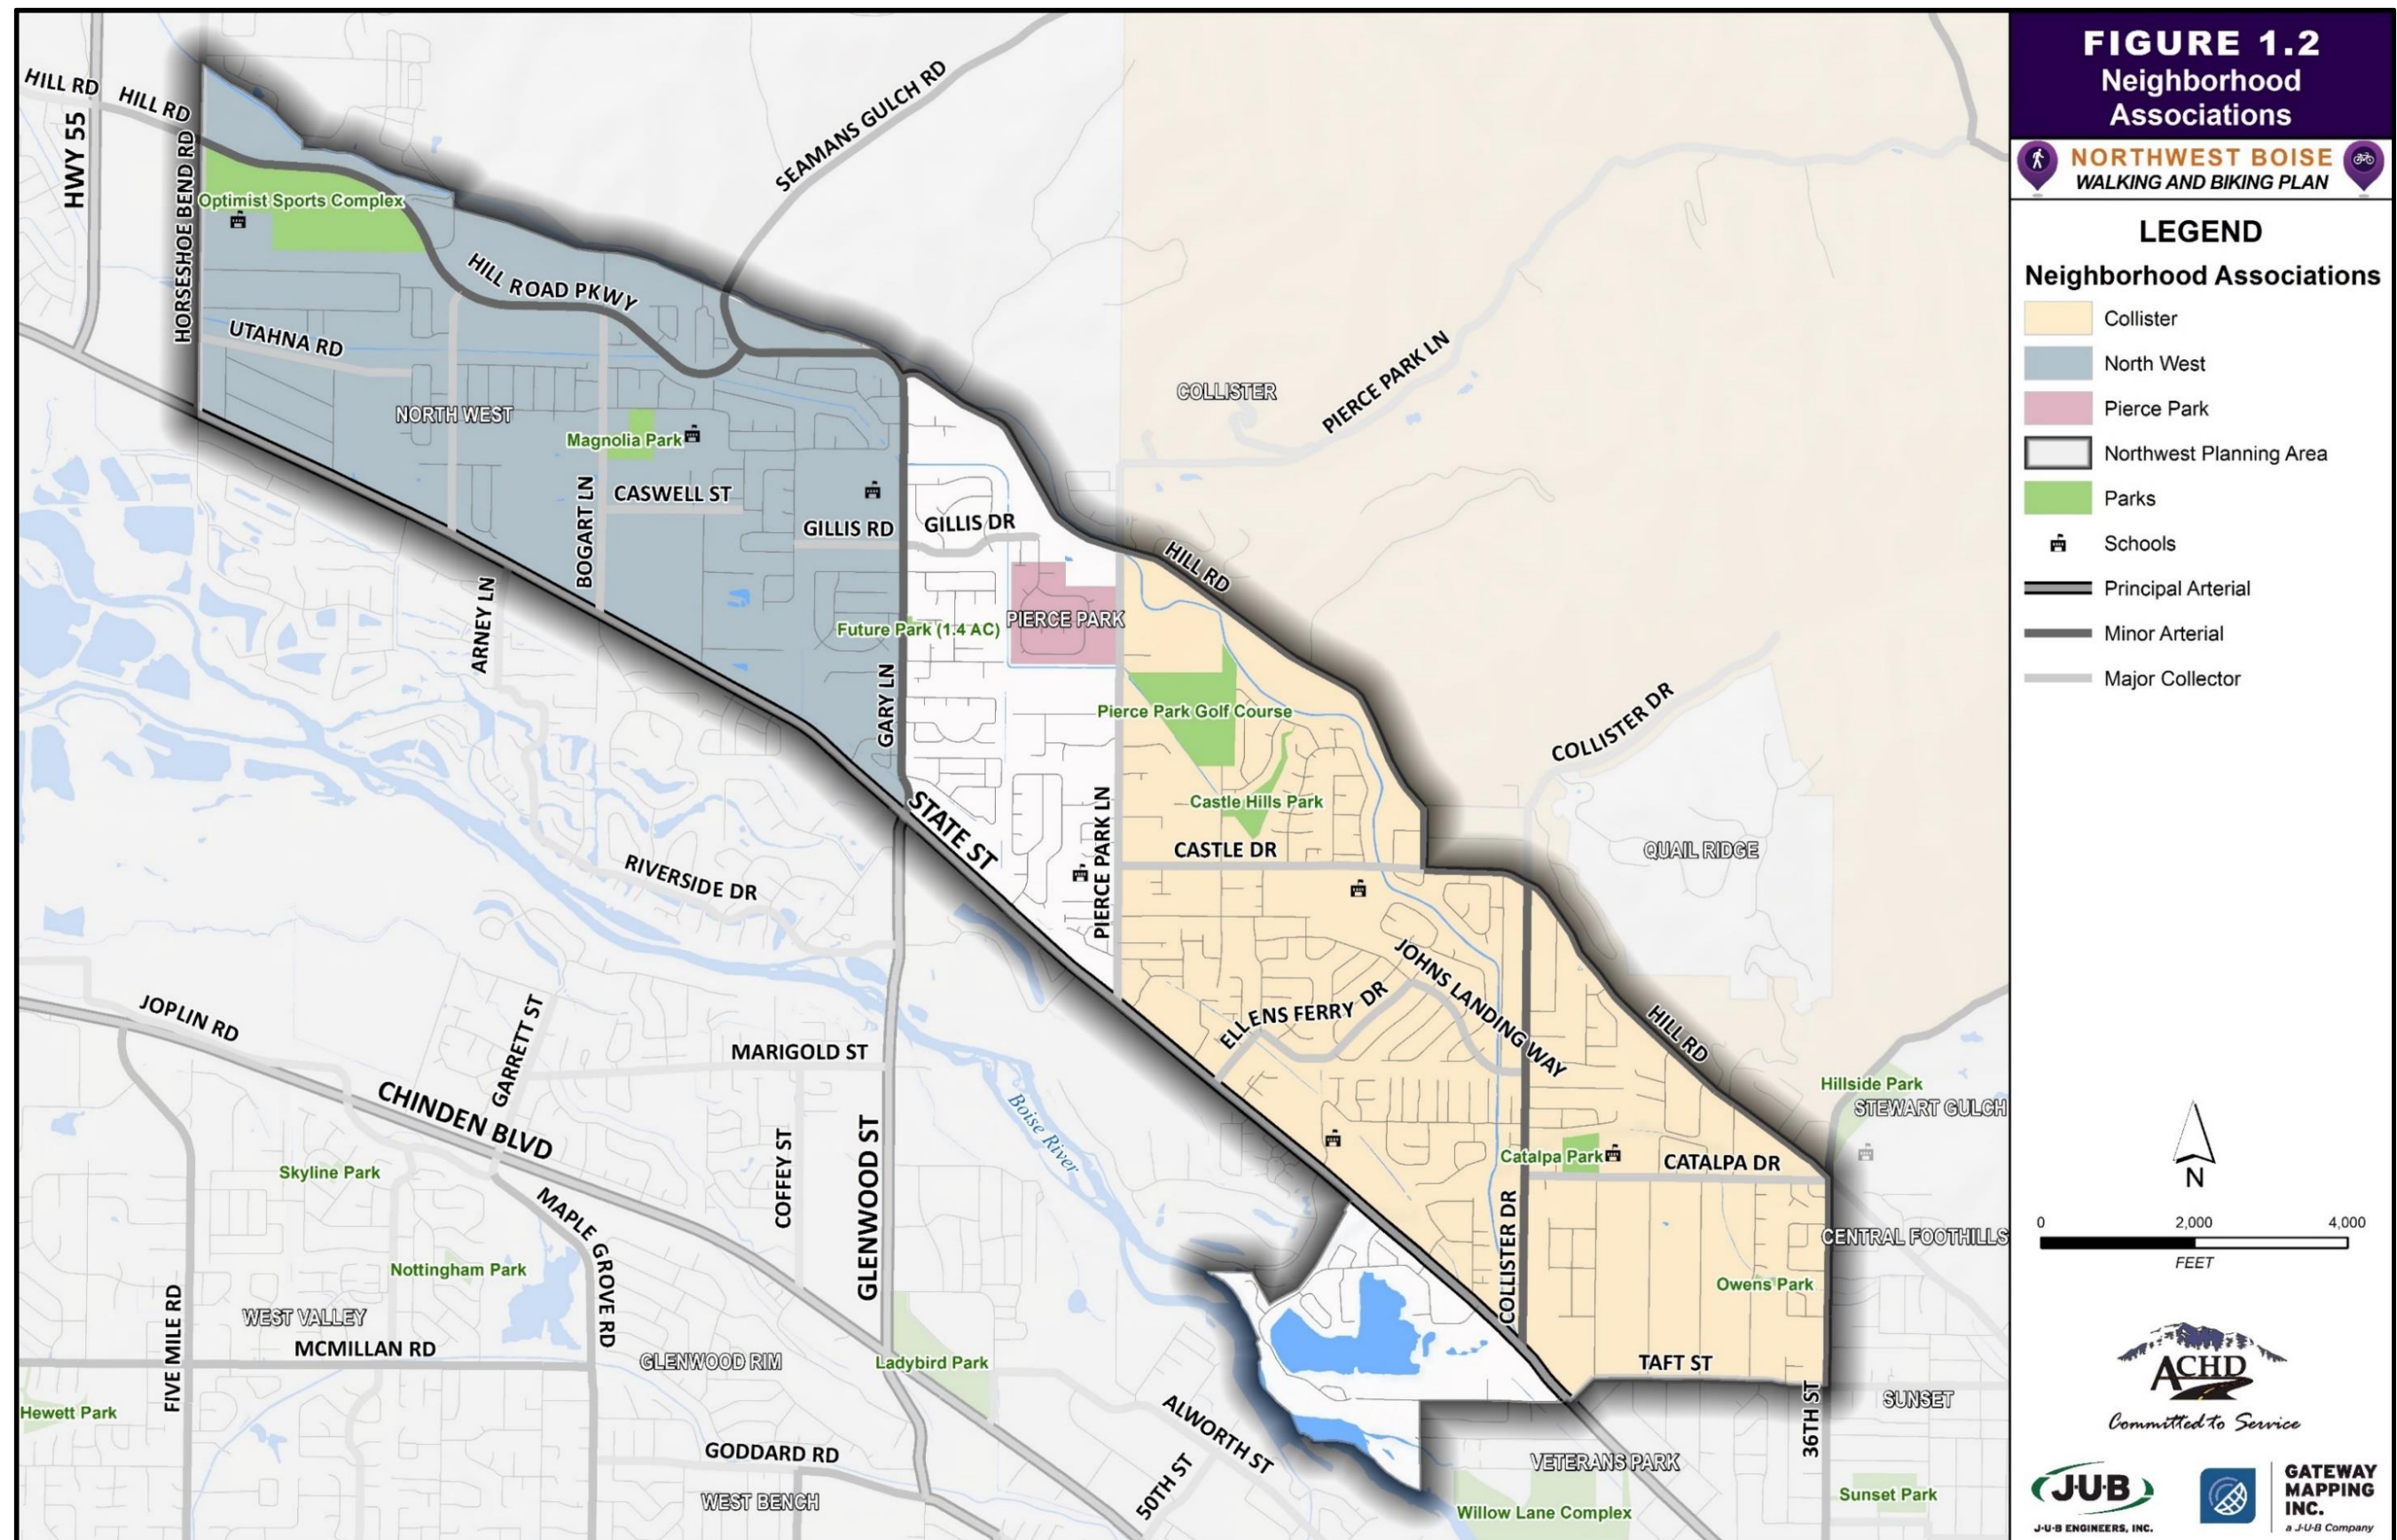 FIGURE 1.2
Neighborhood
Associations
NORTHWEST BOISE
WALKING AND BIKING PLAN
LEGEND
Neighborhood Associations
Collister
North West
Pierce Park
Northwest Planning Area
Parks
Schools
Principal Arterial
Minor Arterial
Major Collector
N
0 2,000 4,000
FEET
ACHD
Committed to Service
J-U-B
J-U-B ENGINEERS, INC.
GATEWAY
MAPPING
INC.
a J-U-B Company
HILL RD
HILL RD
HWY 55
HORSESHOE BEND RD
Optimist Sports Complex
SEAMANS GULCH RD
HILL ROAD PKWY
UTAHNA RD
NORTH WEST
Magnolia Park
BOGART LN
CASWELL ST
GILLIS RD
GILLIS DR
ARNEY LN
Future Park (1.4 AC)
PIERCE PARK
GARY LN
COLLISTER
PIERCE PARK LN
HILL RD
Pierce Park Golf Course
COLLISTER DR
Castle Hills Park
STATE ST
PIERCE PARK LN
CASTLE DR
QUAIL RIDGE
RIVERSIDE DR
JOHNS LANDING WAY
ELLENS FERRY DR
HILL RD
JOPLIN RD
GARRETT ST
MARIGOLD ST
CHINDEN BLVD
Boise River
Hillside Park
STEWART GULCH
COFFEY ST
GLENWOOD ST
Skyline Park
MAPLE GROVE RD
Catalpa Park
CATALPA DR
COLLISTER DR
CENTRAL FOOTHILLS
Nottingham Park
Owens Park
FIVE MILE RD
WEST VALLEY
MCMILLAN RD
GLENWOOD RIM
Ladybird Park
TAFT ST
Hewett Park
ALWORTH ST
36TH ST
SUNSET
GODDARD RD
50TH ST
VETERANS PARK
WEST BENCH
Willow Lane Complex
Sunset Park